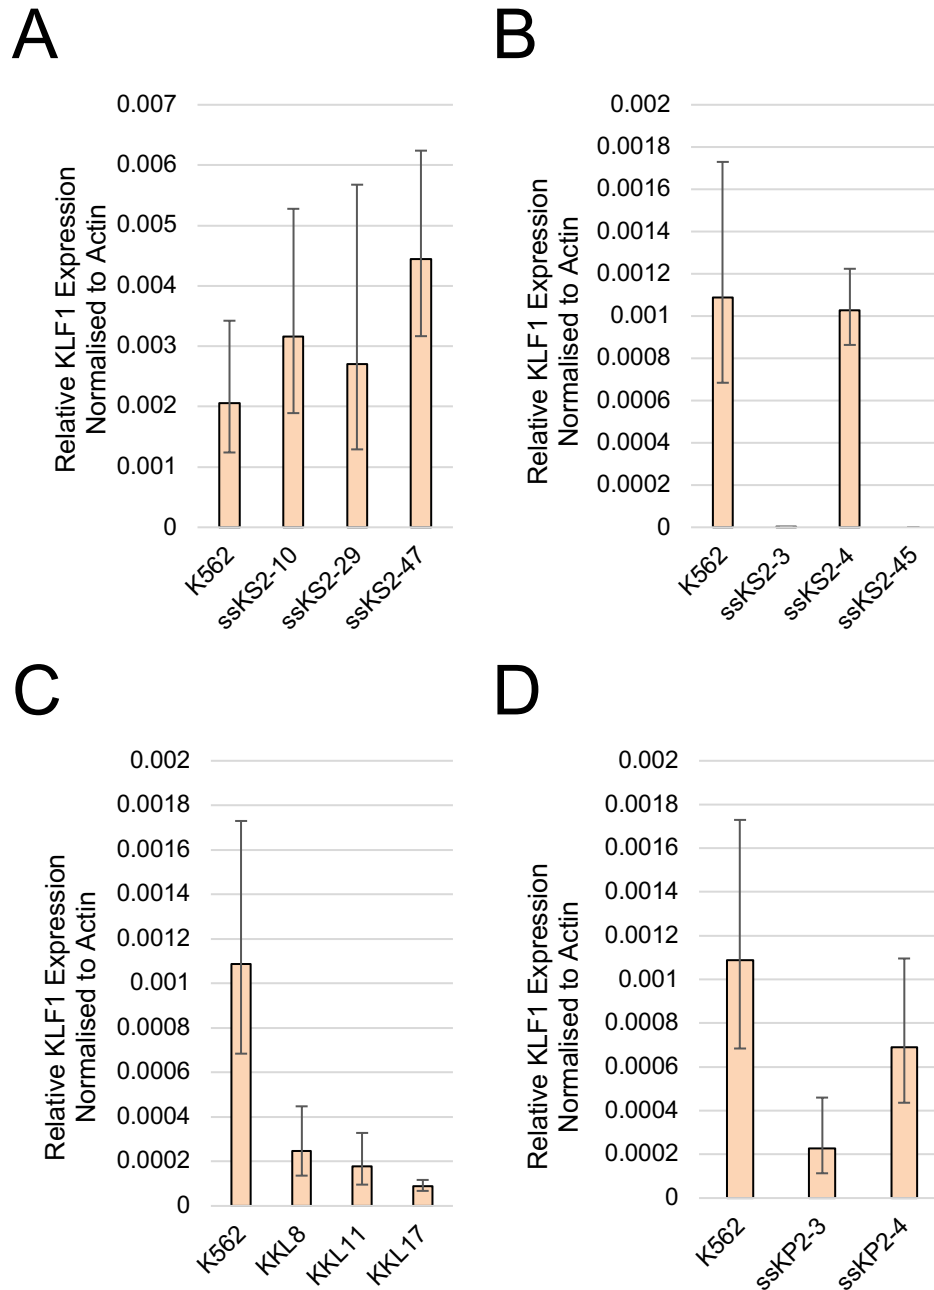 A
Relative KLF1 Expression
Normalised to Actin
0.007
0.006
0.005
0.004
0.003
0.002
0.001
0
K562
ssKS2-10
ssKS2-29
ssKS2-47
B
Relative KLF1 Expression
Normalised to Actin
0.002
0.0018
0.0016
0.0014
0.0012
0.001
0.0008
0.0006
0.0004
0.0002
0
K562
ssKS2-3
ssKS2-4
ssKS2-45
C
Relative KLF1 Expression
Normalised to Actin
0.002
0.0018
0.0016
0.0014
0.0012
0.001
0.0008
0.0006
0.0004
0.0002
0
K562
KKL8
KKL11
KKL17
D
Relative KLF1 Expression
Normalised to Actin
0.002
0.0018
0.0016
0.0014
0.0012
0.001
0.0008
0.0006
0.0004
0.0002
0
K562
ssKP2-3
ssKP2-4